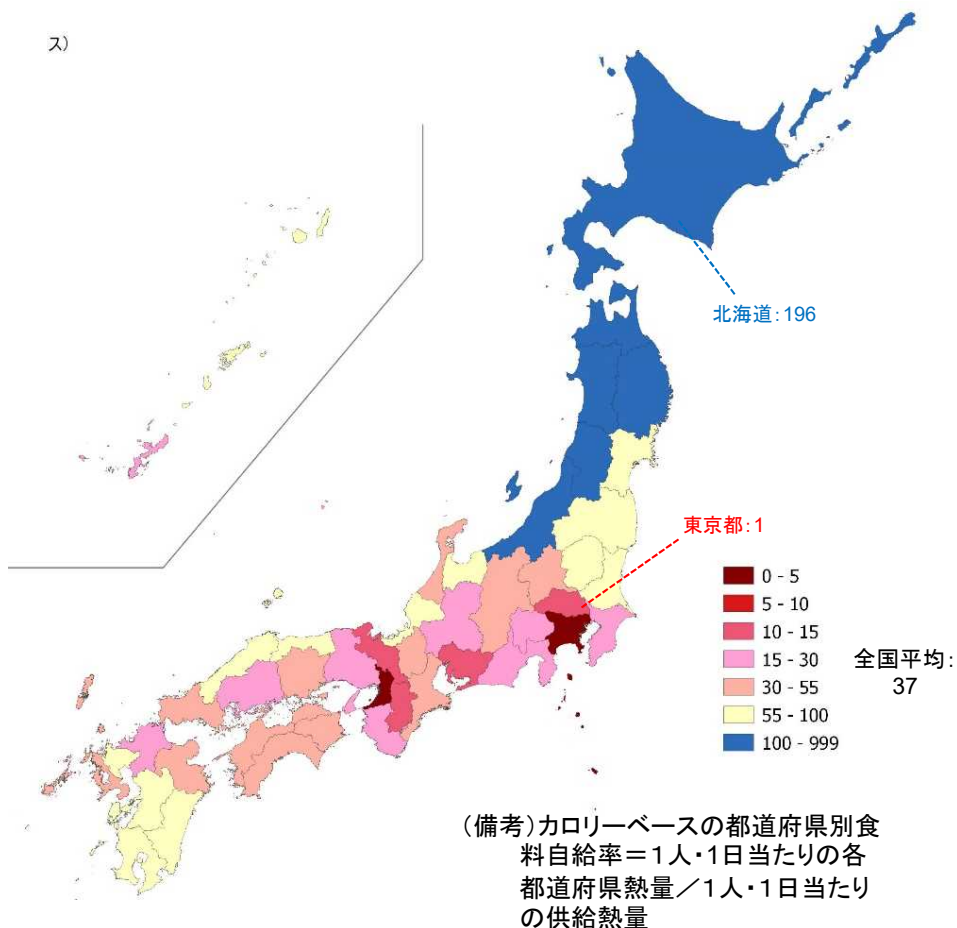 ス)
北海道:196
東京都:1
0 - 5
5 - 10
10 - 15
15 - 30
30 - 55
55 - 100
100 - 999
全国平均:
37
(備考)カロリーベースの都道府県別食
料自給率=1人・1日当たりの各
都道府県熱量/1人・1日当たり
の供給熱量